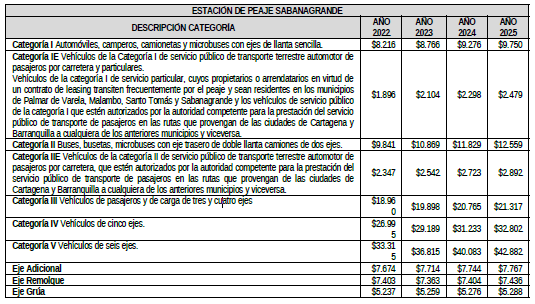 ESTACIÓN DE PEAJE SABANAGRANDE
DESCRIPCIÓN CATEGORÍA AÑO 2022 AÑO 2023 AÑO 2024 AÑO 2025
Categoría I Automóviles, camperos, camionetas y microbuses con ejes de llanta sencilla. $8.216 $8.766 $9.276 $9.750
Categoría IE Vehículos de la Categoría I de servicio público de transporte terrestre automotor de
pasajeros por carretera y particulares.
Vehículos de la categoría I de servicio particular, cuyos propietarios o arrendatarios en virtud de
un contrato de leasing transiten frecuentemente por el peaje y sean residentes en los municipios
de Palmar de Varela, Malambo, Santo Tomás y Sabanagrande y los vehículos de servicio público
de la categoría I que estén autorizados por la autoridad competente para la prestación del servicio
público de transporte de pasajeros en las rutas que provengan de las ciudades de Cartagena y
Barranquilla a cualquiera de los anteriores municipios y viceversa.
$1.896 $2.104 $2.298 $2.479
Categoría II Buses, busetas, microbuses con eje trasero de doble llanta camiones de dos ejes. $9.841 $10.869 $11.829 $12.559
Categoría IIE Vehículos de la categoría II de servicio público de transporte terrestre automotor de
pasajeros por carretera, que estén autorizados por la autoridad competente para la prestación del
servicio público de transporte de pasajeros en las rutas que provengan de las ciudades de
Cartagena y Barranquilla a cualquiera de los anteriores municipios y viceversa.
$2.347 $2.542 $2.723 $2.892
Categoría III Vehículos de pasajeros y de carga de tres y cuatro ejes $18.960 $19.898 $20.765 $21.317
Categoría IV Vehículos de cinco ejes. $26.995 $29.189 $31.233 $32.802
Categoría V Vehículos de seis ejes. $33.315 $36.815 $40.083 $42.882
Eje Adicional $7.674 $7.714 $7.744 $7.767
Eje Remolque $7.403 $7.363 $7.404 $7.436
Eje Grúa $5.237 $5.259 $5.276 $5.288